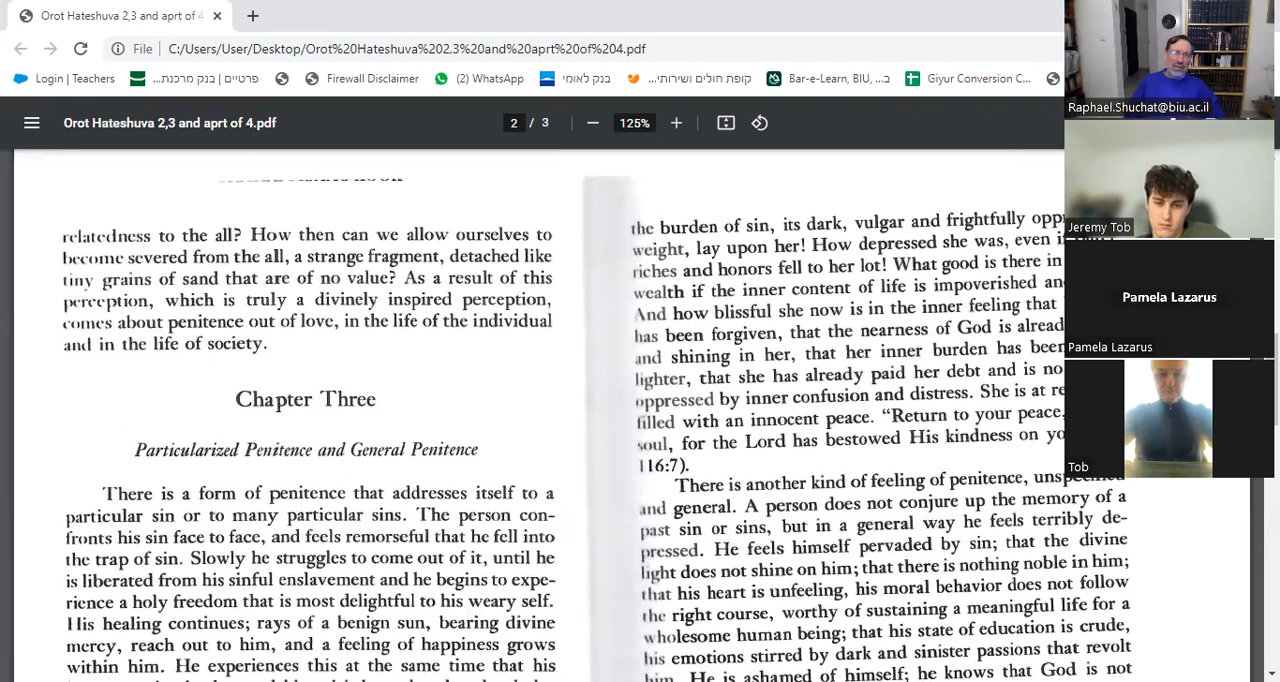 Orot Hateshuva 2,3 and aprt of 4
File
C:/Users/User/Desktop/Orot%20Hateshuva%202,3%20and%20aprt%20of%204.pdf
Login | Teachers
פרטיים | בנק מרכנת...
Firewall Disclaimer
(2) WhatsApp
בנק לאומי
קופת חולים ושירותי...
Bar-e-Learn, BIU, ב...
Giyur Conversion C...
Orot Hateshuva 2,3 and aprt of 4.pdf
2 / 3
125%
relatedness to the all? How then can we allow ourselves to
become severed from the all, a strange fragment, detached like
tiny grains of sand that are of no value? As a result of this
perception, which is truly a divinely inspired perception,
comes about penitence out of love, in the life of the individual
and in the life of society.
Chapter Three
Particularized Penitence and General Penitence
There is a form of penitence that addresses itself to a
particular sin or to many particular sins. The person con-
fronts his sin face to face, and feels remorseful that he fell into
the trap of sin. Slowly he struggles to come out of it, until he
is liberated from his sinful enslavement and he begins to expe-
rience a holy freedom that is most delightful to his weary self.
His healing continues; rays of a benign sun, bearing divine
mercy, reach out to him, and a feeling of happiness grows
within him. He experiences this at the same time that his
the burden of sin, its dark, vulgar and frightfully opp
weight, lay upon her! How depressed she was, even i
riches and honors fell to her lot! What good is there in
wealth if the inner content of life is impoverished an
And how blissful she now is in the inner feeling that
has been forgiven, that the nearness of God is alread
and shining in her, that her inner burden has been
lighter, that she has already paid her debt and is no
oppressed by inner confusion and distress. She is at re
filled with an innocent peace. “Return to your peace,
soul, for the Lord has bestowed His kindness on yo
116:7).
There is another kind of feeling of penitence, unspecified
and general. A person does not conjure up the memory of a
past sin or sins, but in a general way he feels terribly de-
pressed. He feels himself pervaded by sin; that the divine
light does not shine on him; that there is nothing noble in him;
that his heart is unfeeling, his moral behavior does not follow
the right course, worthy of sustaining a meaningful life for a
wholesome human being; that his state of education is crude,
his emotions stirred by dark and sinister passions that revolt
him. He is ashamed of himself; he knows that God is not
Raphael.Shuchat@biu.ac.il
Jeremy Tob
Pamela Lazarus
Pamela Lazarus
Tob